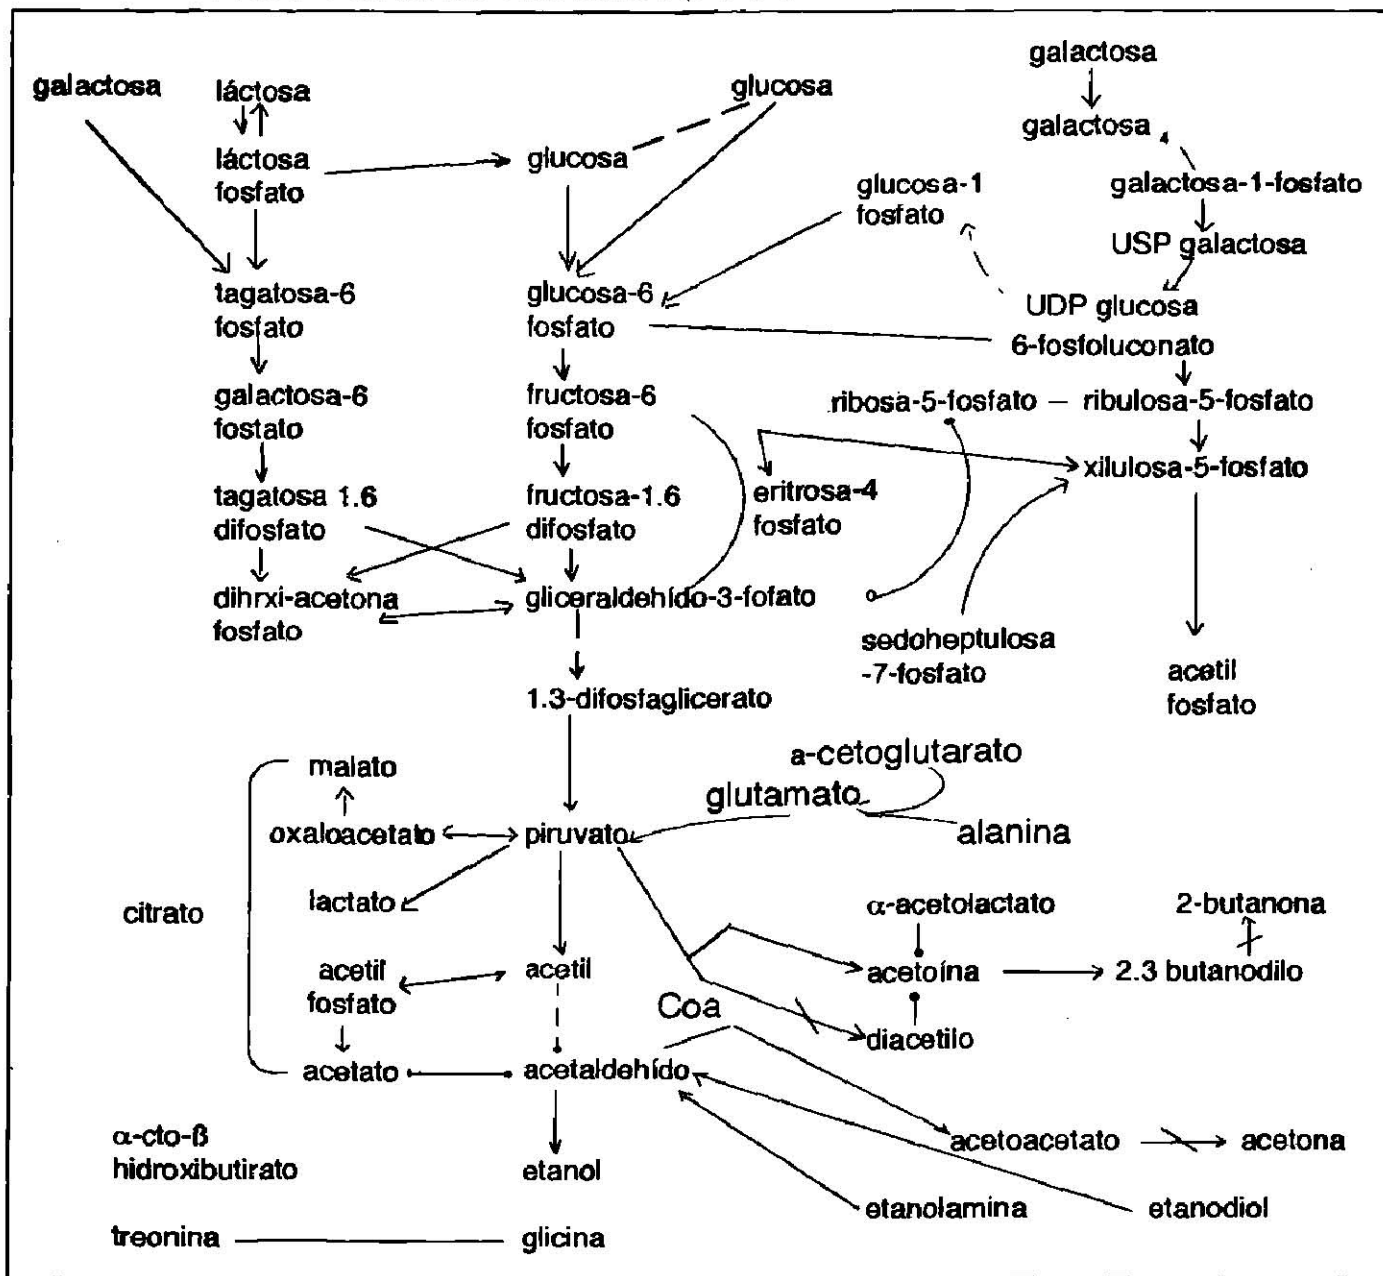 galactosa
láctosa
glucosa
galactosa
galactosa
láctosa
fosfato
glucosa
glucosa-1
fosfato
galactosa-1-fosfato
USP galactosa
tagatosa-6
fosfato
glucosa-6
fosfato
UDP glucosa
6-fosfoluconato
galactosa-6
fostato
fructosa-6
fosfato
ribosa-5-fosfato – ribulosa-5-fosfato
xilulosa-5-fosfato
tagatosa 1.6
difosfato
fructosa-1.6
difosfato
eritrosa-4
fosfato
dihrxi-acetona
fosfato
gliceraldehído-3-fofato
sedoheptulosa
-7-fosfato
acetil
fosfato
1.3-difosfaglicerato
malato
a-cetoglutarato
glutamato
oxaloacetato
piruvato
alanina
citrato
lactato
α-acetolactato
2-butanona
acetil
fosfato
acetil
acetoína
2.3 butanodilo
Coa
diacetilo
acetato
acetaldehído
α-cto-ß
hidroxibutirato
etanol
acetoacetato
acetona
etanolamina
etanodiol
treonina
glicina